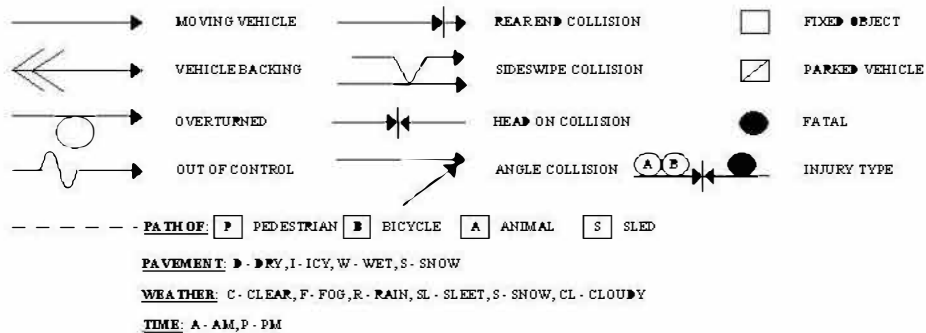 MOVING VEHICLE REAR END COLLISION FIXED OBJECT
VEHICLE BACKING SIDESWIPE COLLISION PARKED VEHICLE
OVERTURNED HEAD ON COLLISION FATAL
OUT OF CONTROL ANGLE COLLISION A B INJURY TYPE
PATH OF: P PEDESTRIAN B BICYCLE A ANIMAL S SLED
PAVEMENT: D - DRY, I - ICY, W - WET, S - SNOW
WEATHER: C - CLEAR, F - FOG, R - RAIN, SL - SLEET, S - SNOW, CL - CLOUDY
TIME: A - AM, P - PM